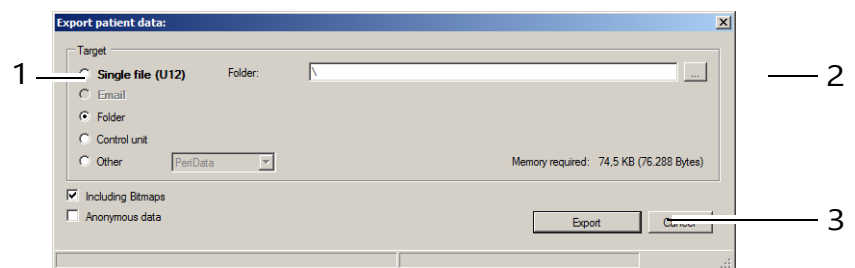 Export patient data:
Target
1 Single file (U12) Folder: \ ... 2
Email
Folder
Control unit
Other PeriData Memory required: 74,5 KB (76.288 Bytes)
Including Bitmaps
Anonymous data Export Cancel 3